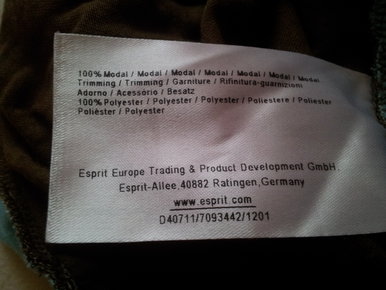 100% Modal / Modal / Modal / Modal / Modal / Modal
Trimming / Trimming / Garniture / Rifiniture-guarnizioni
Adorno / Acessório / Besatz
100% Polyester / Polyester / Polyester / Poliestere / Poliester
Poliéster / Polyester
Esprit Europe Trading & Product Development GmbH.
Esprit-Allee,40882 Ratingen,Germany
www.esprit.com
D40711/7093442/1201